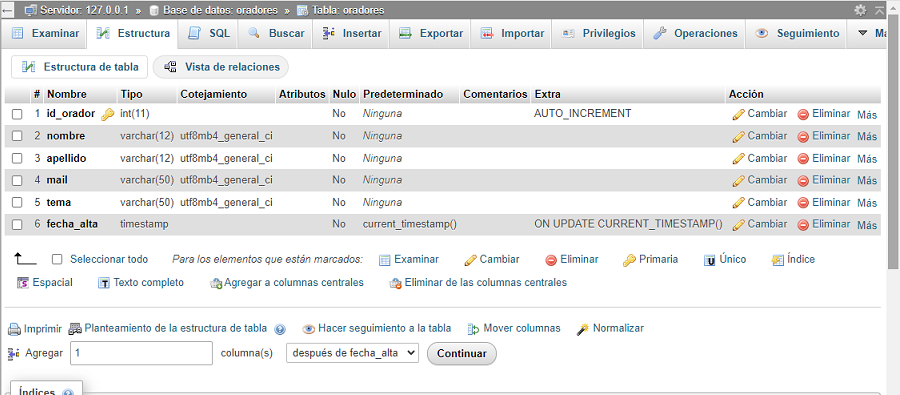 Servidor: 127.0.0.1 » Base de datos: oradores » Tabla: oradores
Examinar Estructura SQL Buscar Insertar Exportar Importar Privilegios Operaciones Seguimiento
Estructura de tabla Vista de relaciones
# Nombre Tipo Cotejamiento Atributos Nulo Predeterminado Comentarios Extra Acción
1 id_orador int(11) No Ninguna AUTO_INCREMENT Cambiar Eliminar Más
2 nombre varchar(12) utf8mb4_general_ci No Ninguna Cambiar Eliminar Más
3 apellido varchar(12) utf8mb4_general_ci No Ninguna Cambiar Eliminar Más
4 mail varchar(50) utf8mb4_general_ci No Ninguna Cambiar Eliminar Más
5 tema varchar(50) utf8mb4_general_ci No Ninguna Cambiar Eliminar Más
6 fecha_alta timestamp No current_timestamp() ON UPDATE CURRENT_TIMESTAMP() Cambiar Eliminar Más
Seleccionar todo Para los elementos que están marcados: Examinar Cambiar Eliminar Primaria Único Índice
Espacial Texto completo Agregar a columnas centrales Eliminar de las columnas centrales
Imprimir Planteamiento de la estructura de tabla Hacer seguimiento a la tabla Mover columnas Normalizar
Agregar 1 columna(s) después de fecha_alta Continuar
Índices